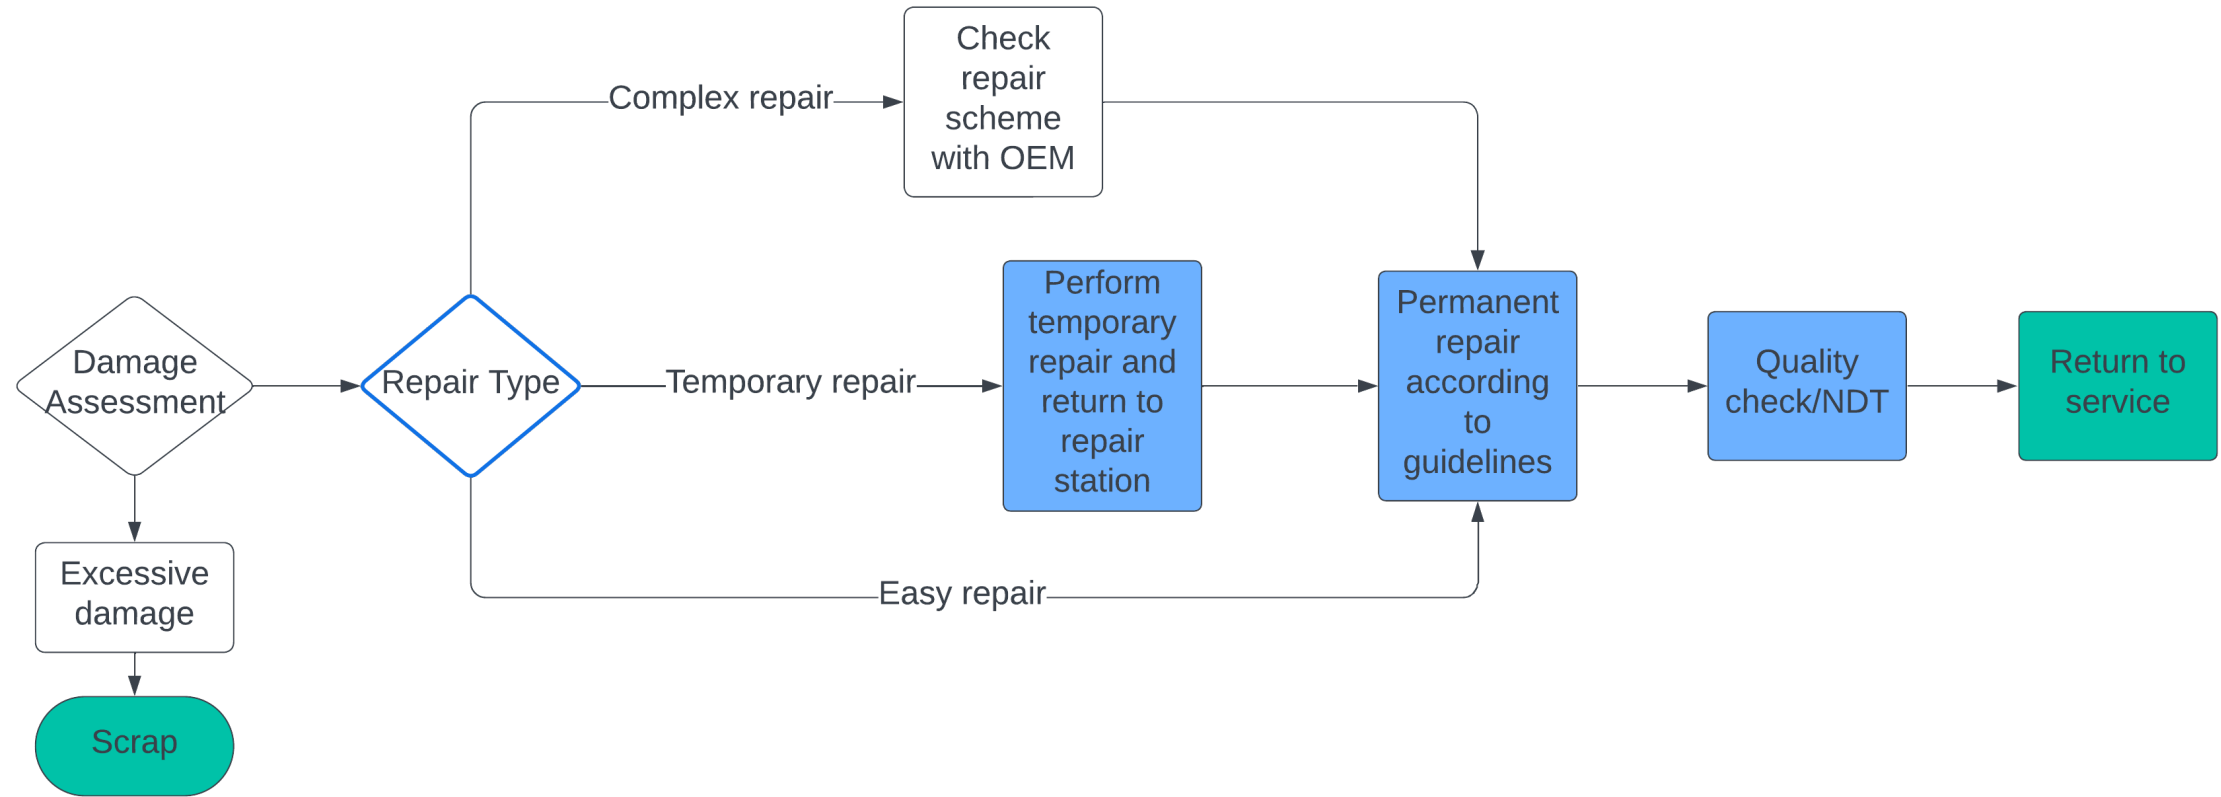 Check
repair
scheme
with OEM
Complex repair
Perform
temporary
repair and
return to
repair
station
Permanent
repair
according
to
guidelines
Damage
Assessment
Repair Type
Temporary repair
Quality
check/NDT
Return to
service
Excessive
damage
Easy repair
Scrap